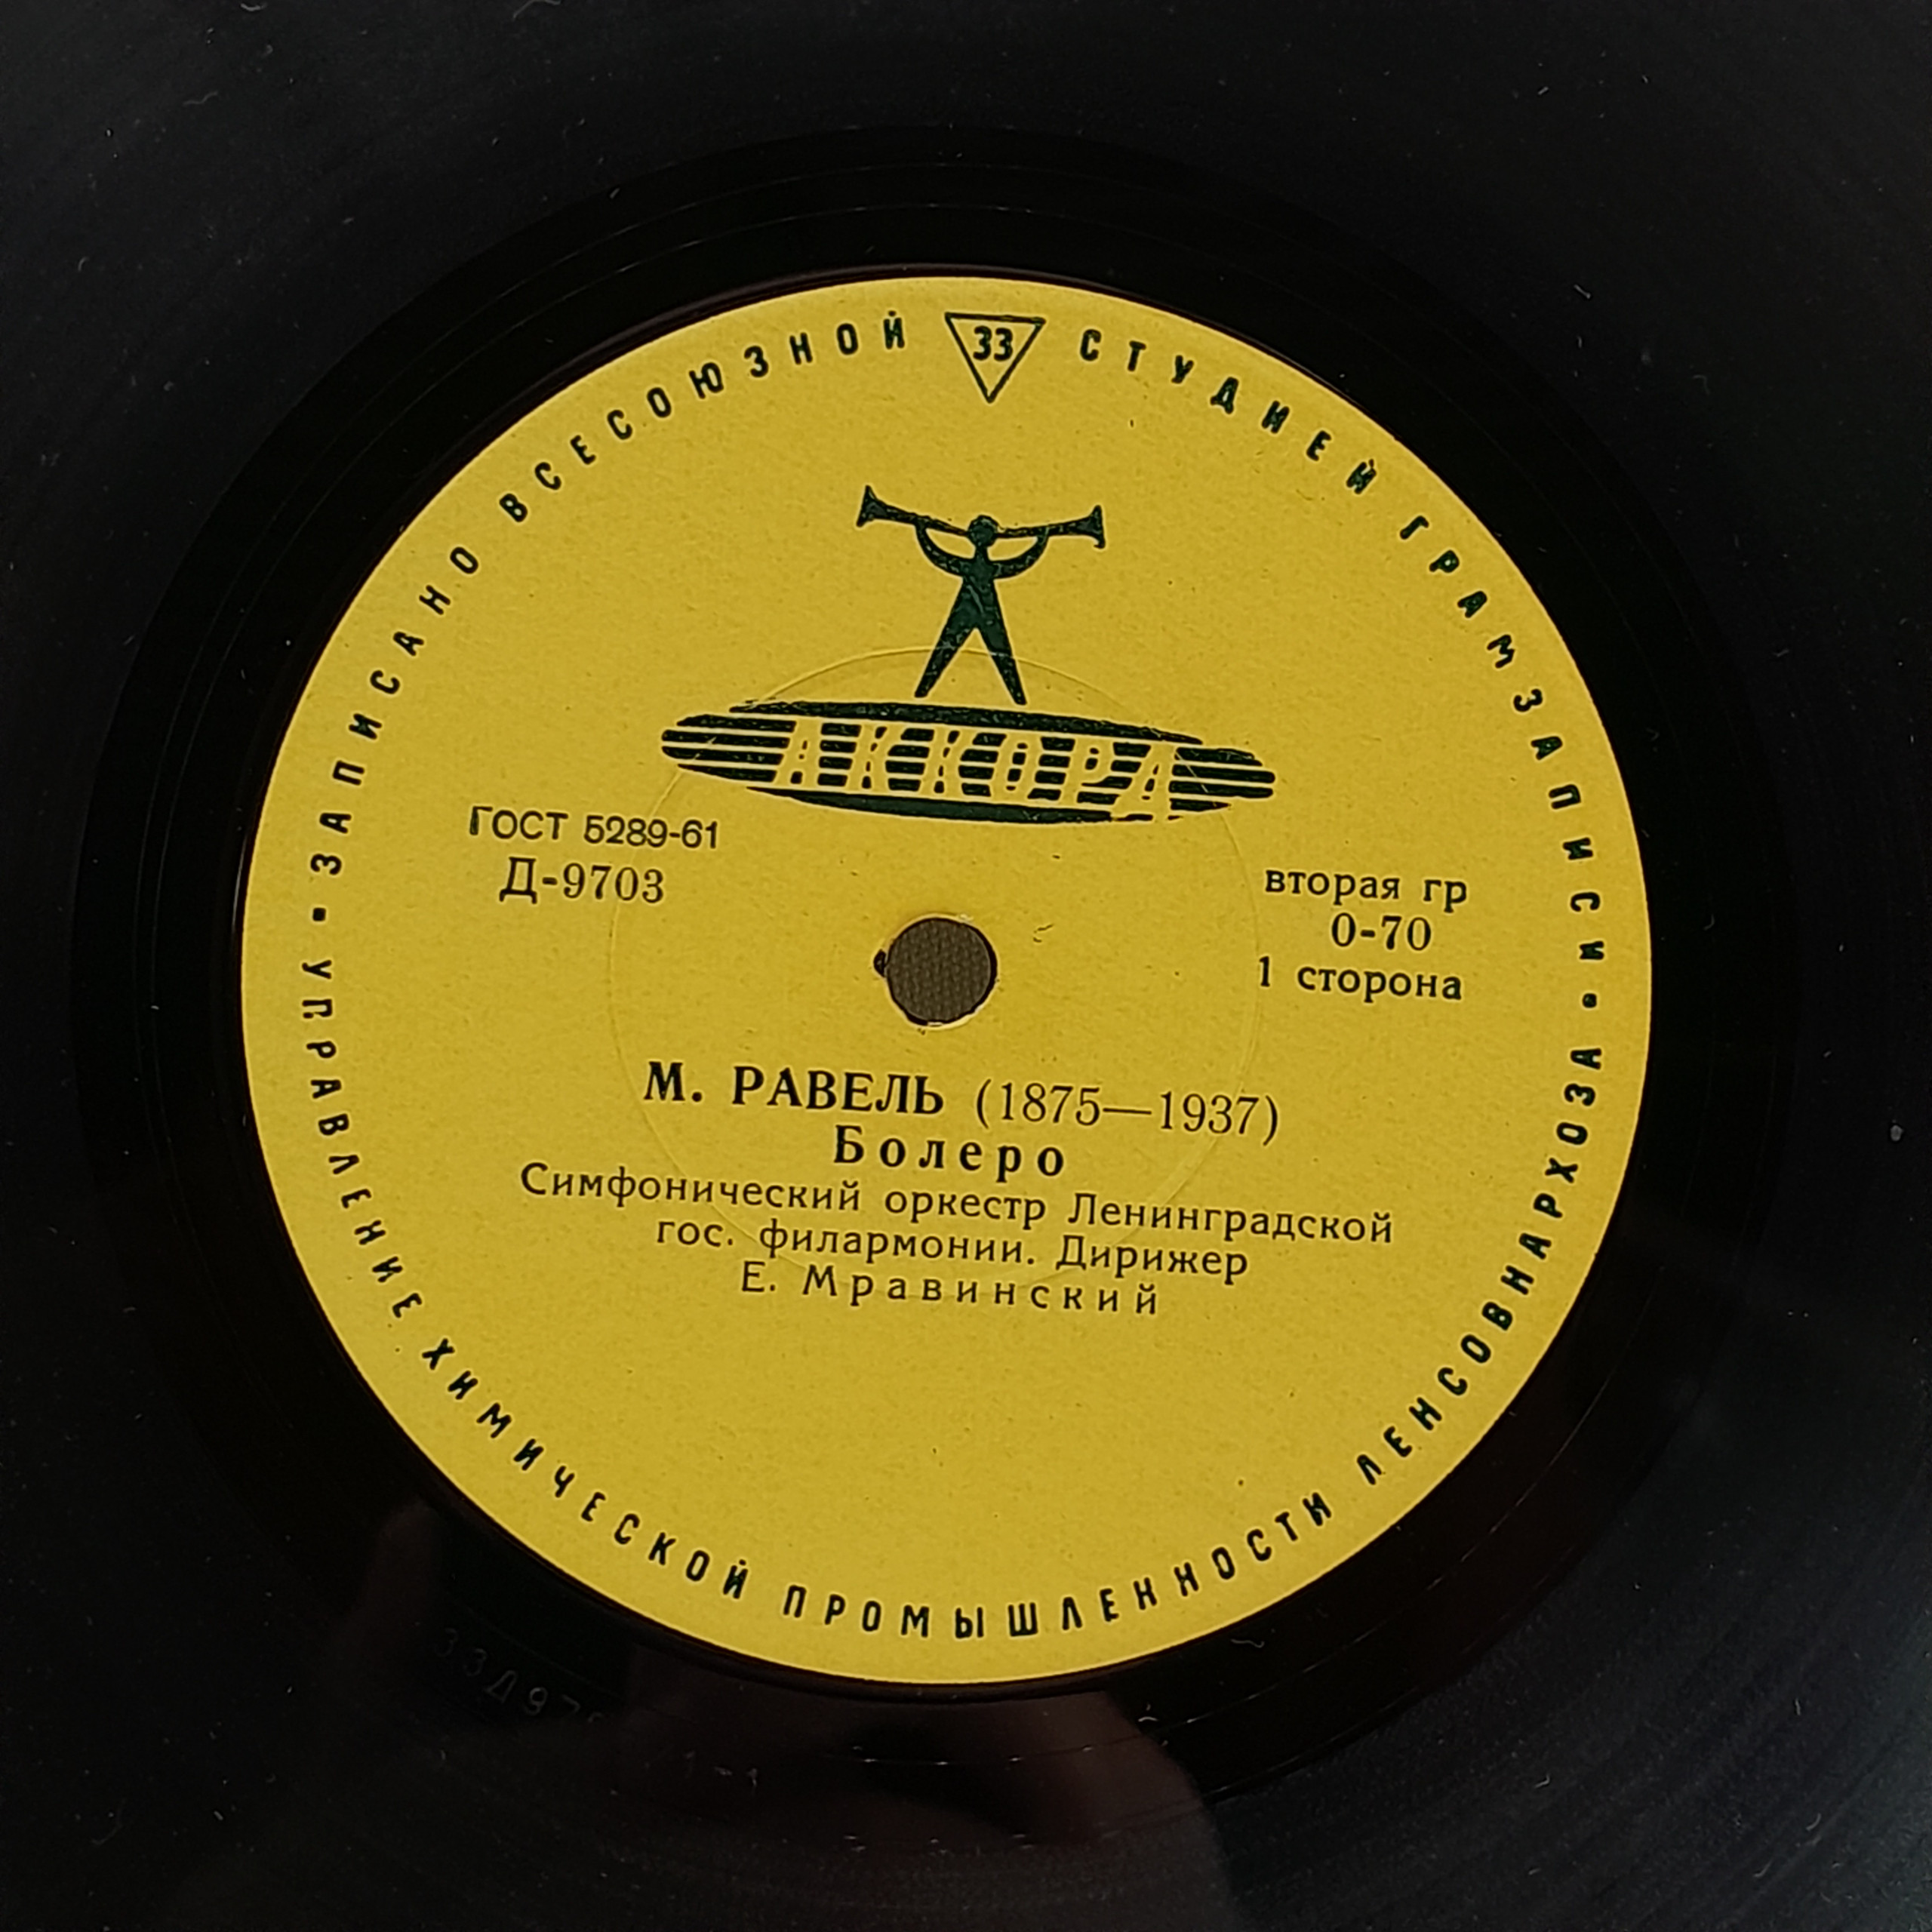 ЗАПИСАНО ВСЕСОЮЗНОЙ 33 СТУДИЕЙ ГРАМЗАПИСИ •
АККОРД
ГОСТ 5289-61
Д-9703
вторая гр
0-70
1 сторона
М. РАВЕЛЬ (1875—1937)
Болеро
Симфонический оркестр Ленинградской
гос. филармонии. Дирижер
Е. Мравинский
• УПРАВЛЕНИЕ ХИМИЧЕСКОЙ ПРОМЫШЛЕННОСТИ ЛЕНСОВНАРХОЗА